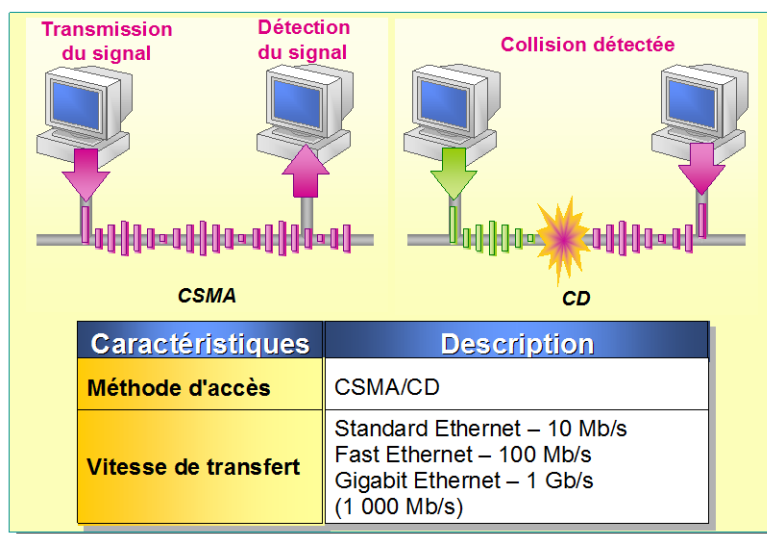 Transmission
du signal
Détection
du signal
Collision détectée
CSMA
CD
Caractéristiques
Description
Méthode d'accès
CSMA/CD
Vitesse de transfert
Standard Ethernet – 10 Mb/s
Fast Ethernet – 100 Mb/s
Gigabit Ethernet – 1 Gb/s
(1 000 Mb/s)